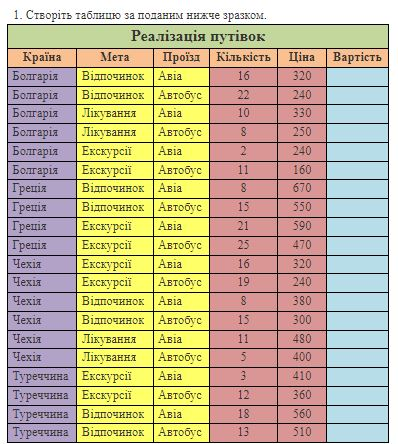 1. Створіть таблицю за поданим нижче зразком.
Реалізація путівок
Країна Мета Проїзд Кількість Ціна Вартість
Болгарія Відпочинок Авіа 16 320
Болгарія Відпочинок Автобус 22 240
Болгарія Лікування Авіа 10 330
Болгарія Лікування Автобус 8 250
Болгарія Екскурсії Авіа 2 240
Болгарія Екскурсії Автобус 11 160
Греція Відпочинок Авіа 8 670
Греція Відпочинок Автобус 15 550
Греція Екскурсії Авіа 21 590
Греція Екскурсії Автобус 25 470
Чехія Екскурсії Авіа 16 320
Чехія Екскурсії Автобус 19 240
Чехія Відпочинок Авіа 8 380
Чехія Відпочинок Автобус 15 300
Чехія Лікування Авіа 11 480
Чехія Лікування Автобус 5 400
Туреччина Екскурсії Авіа 3 410
Туреччина Екскурсії Автобус 12 360
Туреччина Відпочинок Авіа 18 560
Туреччина Відпочинок Автобус 13 510